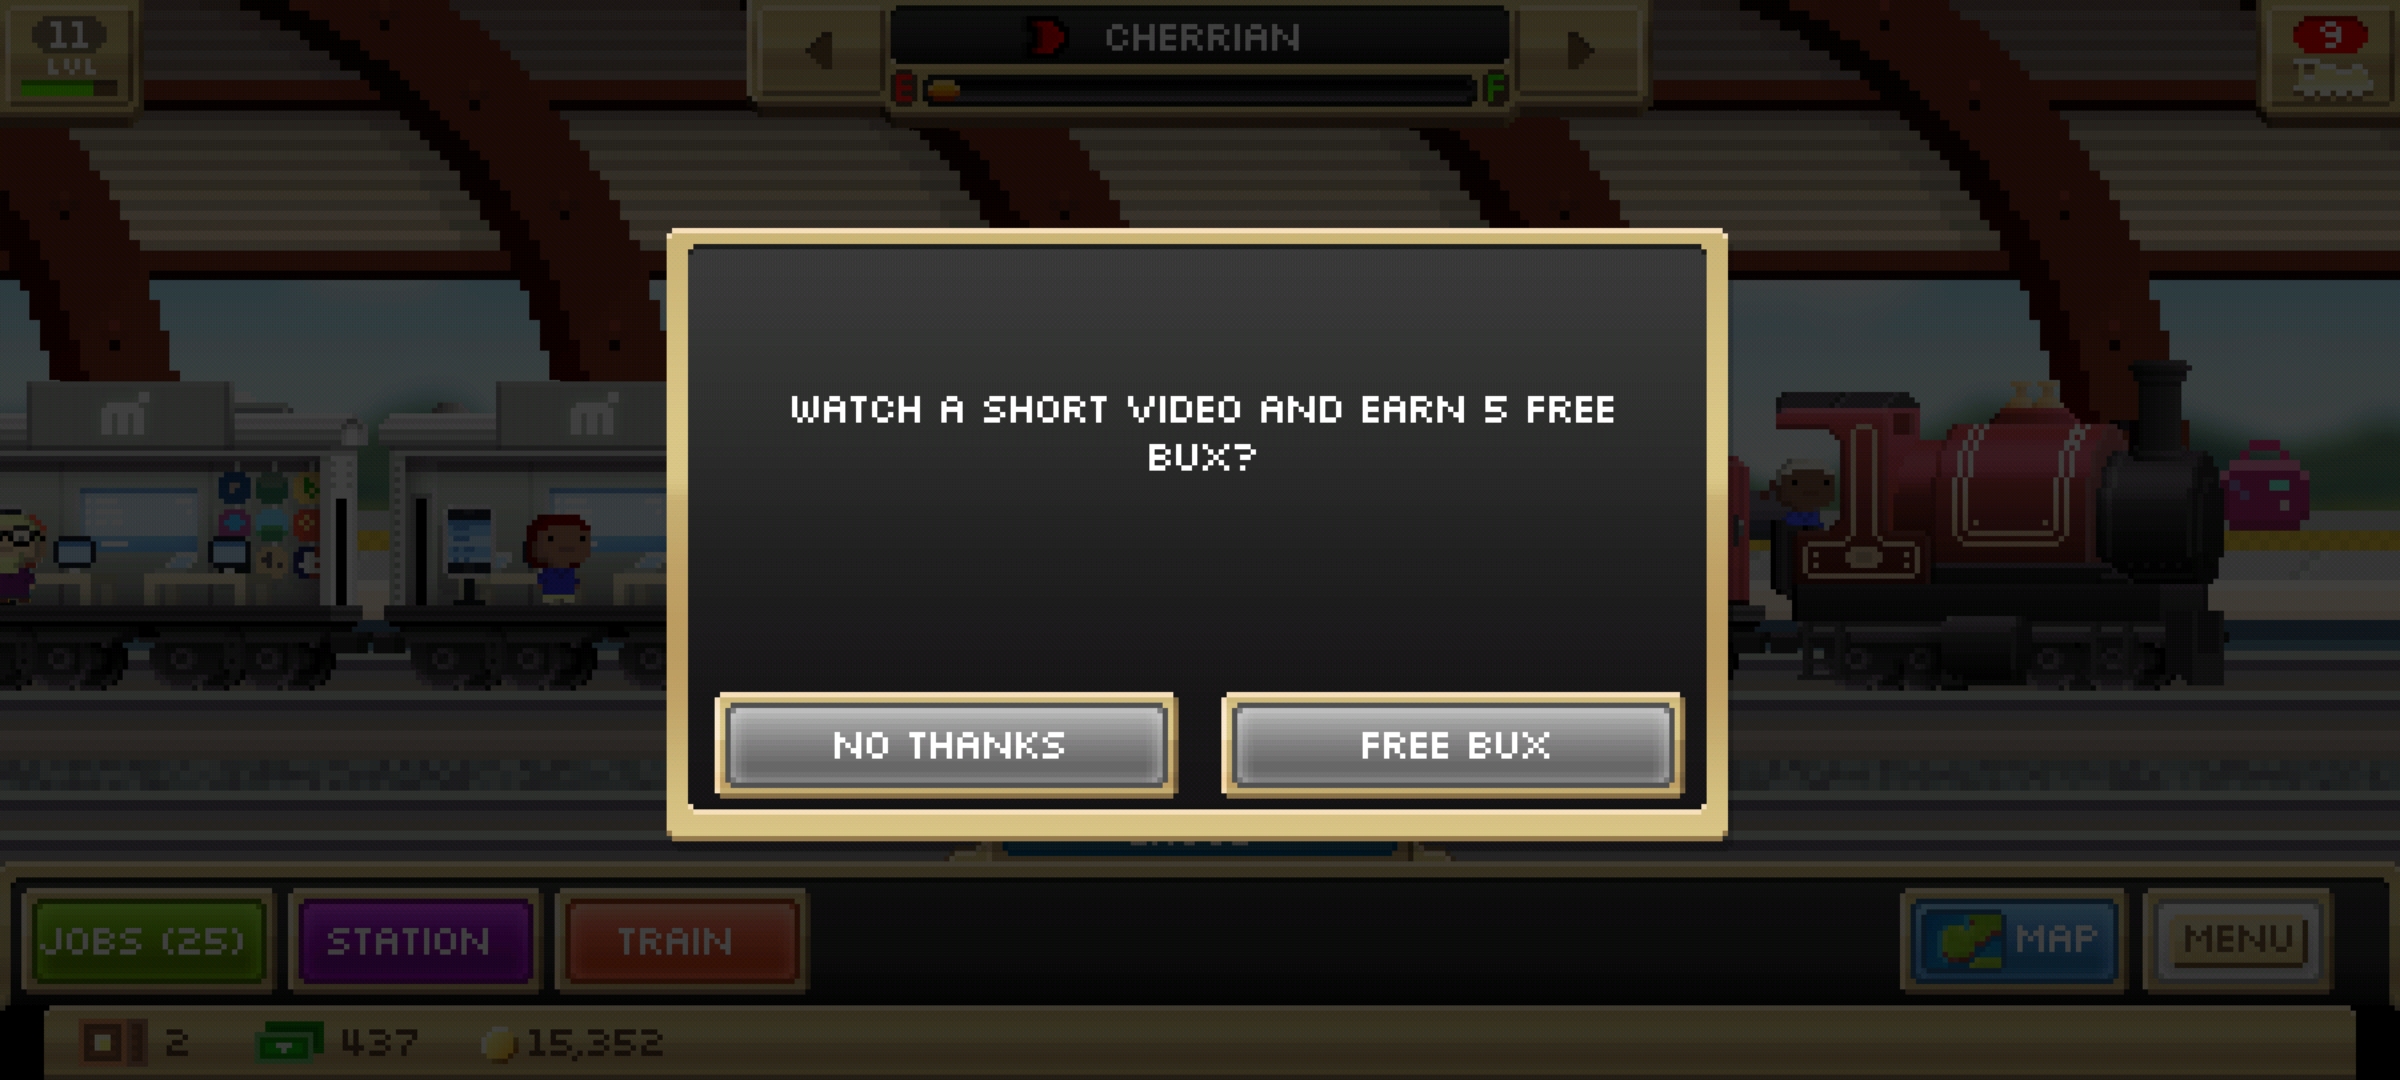 11
LVL
CHERRIAN
E F
9
WATCH A SHORT VIDEO AND EARN 5 FREE
BUX?
NO THANKS
FREE BUX
JOBS (25)
STATION
TRAIN
MAP
MENU
2
437
15,352